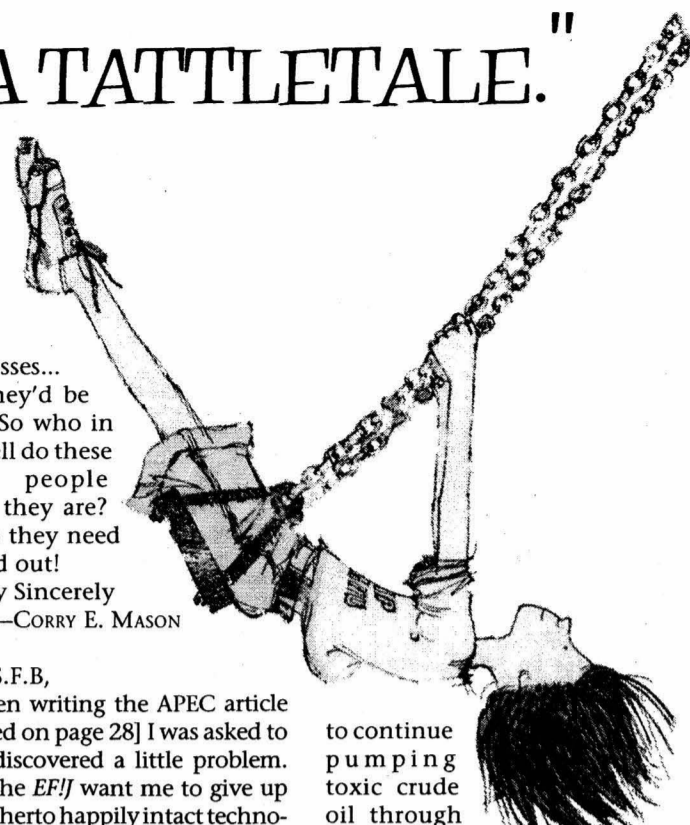 A TATTLETALE."
sses...
hey'd be
So who in
ell do these
people
they are?
they need
d out!
y Sincerely
—CORRY E. MASON
S.F.B,
en writing the APEC article
ed on page 28] I was asked to
discovered a little problem.
he EF!J want me to give up
herto happily intact techno-
to continue
pumping
toxic crude
oil through